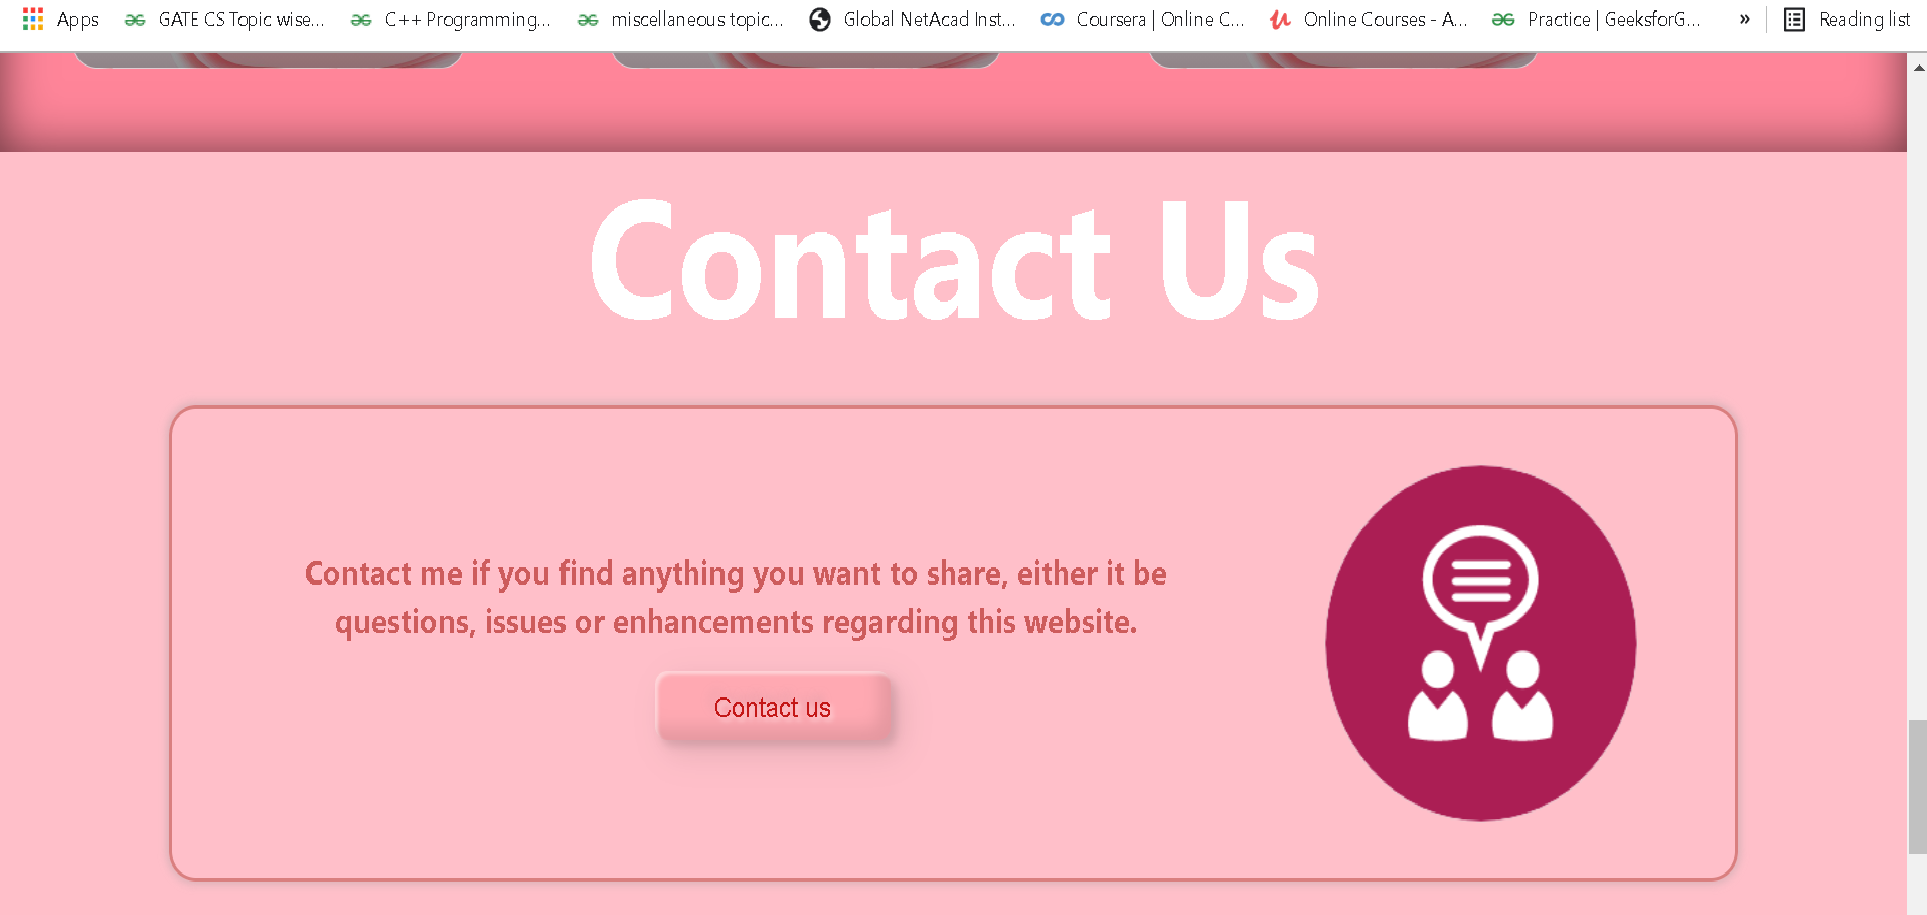 Apps GATE CS Topic wise... C++ Programming... miscellaneous topic... Global NetAcad Inst... Coursera | Online C... Online Courses - A... Practice | GeeksforG... » Reading list
Contact Us
Contact me if you find anything you want to share, either it be
questions, issues or enhancements regarding this website.
Contact us